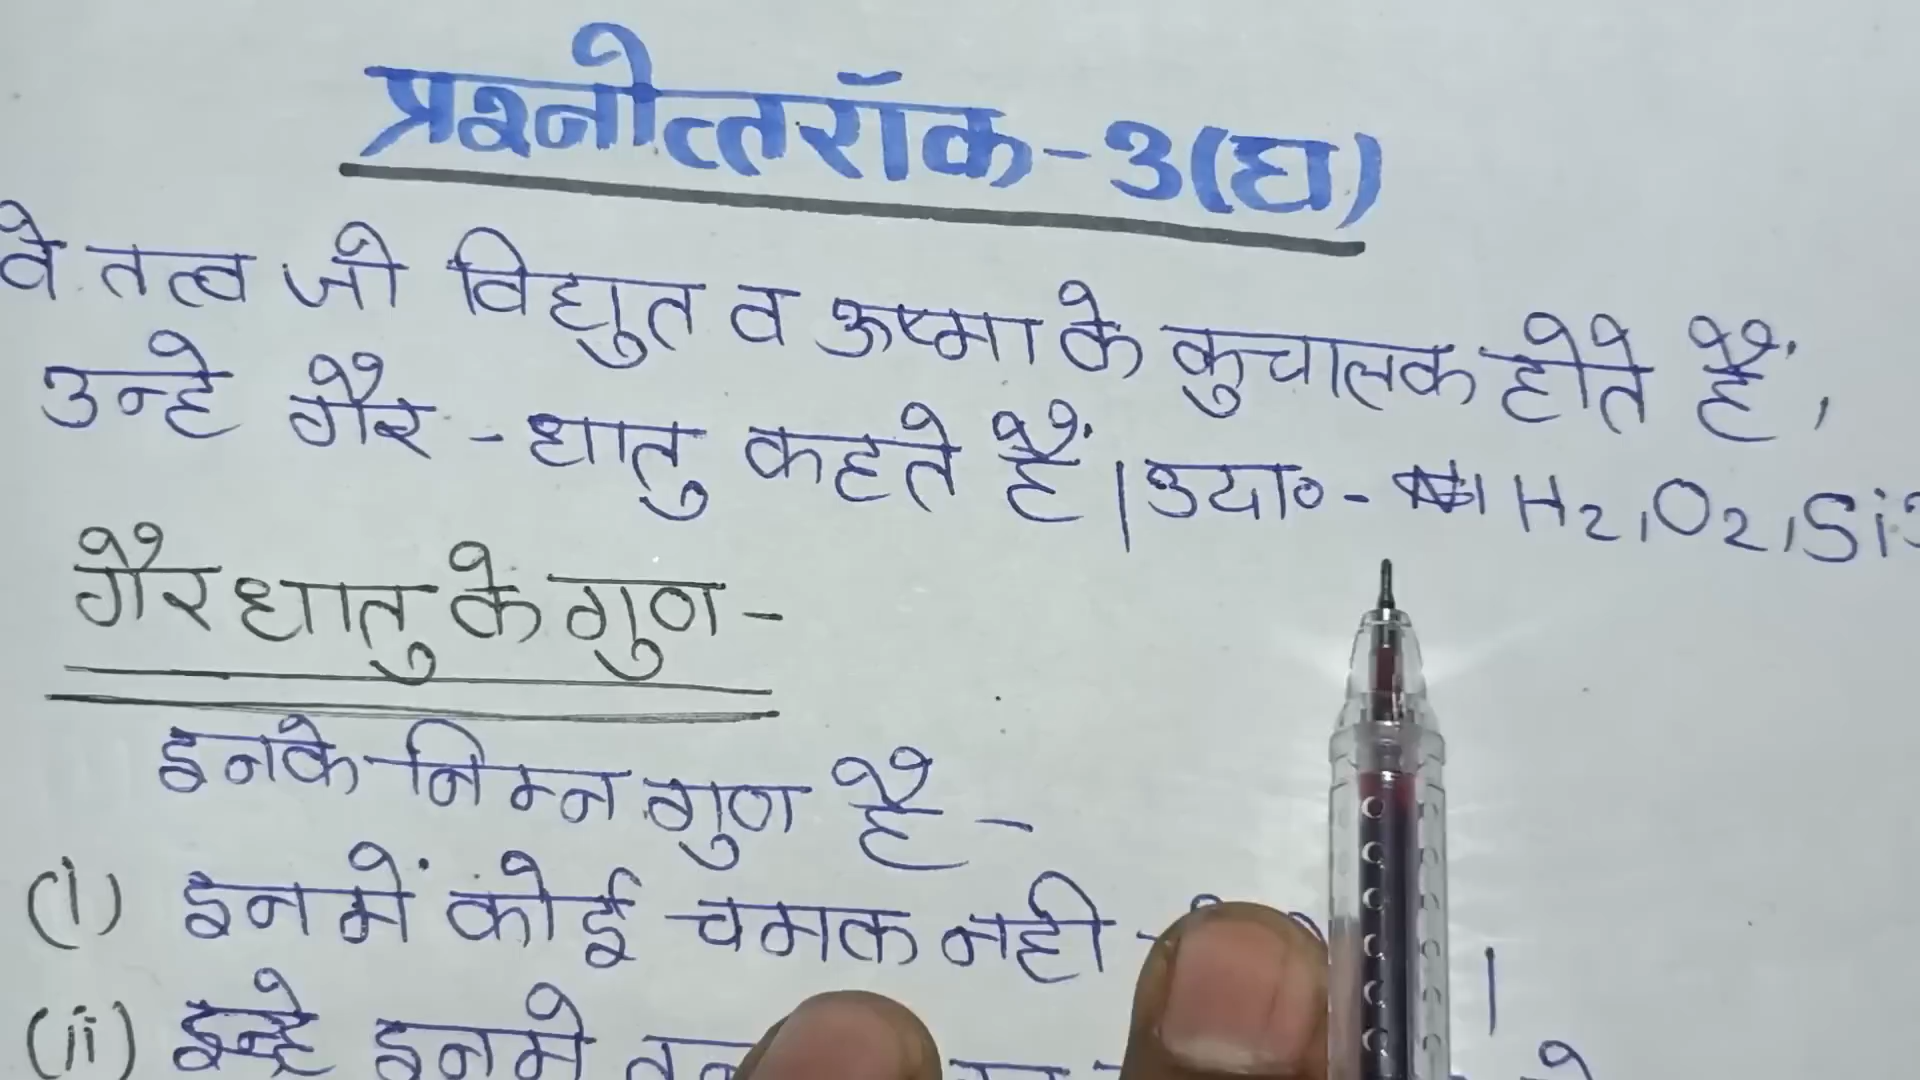 प्रश्नोत्तरॉक-3(घ)
वे तत्व जो विद्युत व ऊष्मा के कुचालक होते हैं,
उन्हे गैर-धातु कहते हैं। उदा०- H2,O2,Si
गैर धातु के गुण-
इनके निम्न गुण है-
(i) इनमें कोई चमक नही
(ii) इनमे